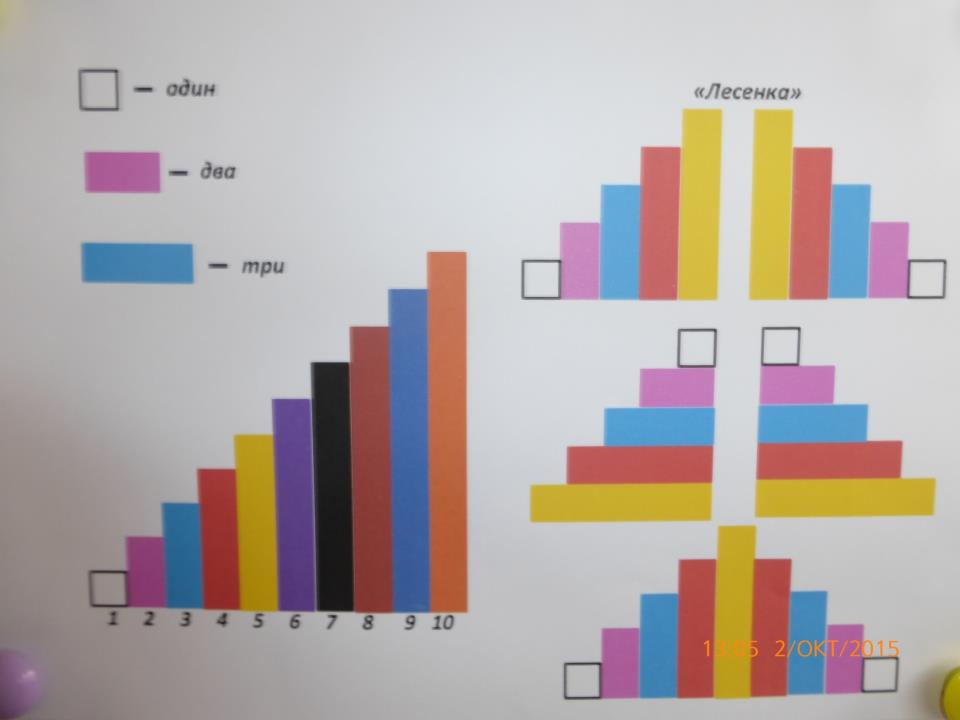 — один
— два
— три
1 2 3 4 5 6 7 8 9 10
«Лесенка»
13:05 2/ОКТ/2015